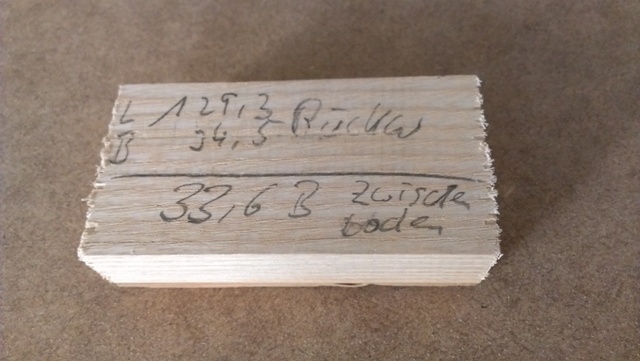 L 129,3 Rückw
B 34,5
33,6 B Zwischen
boden